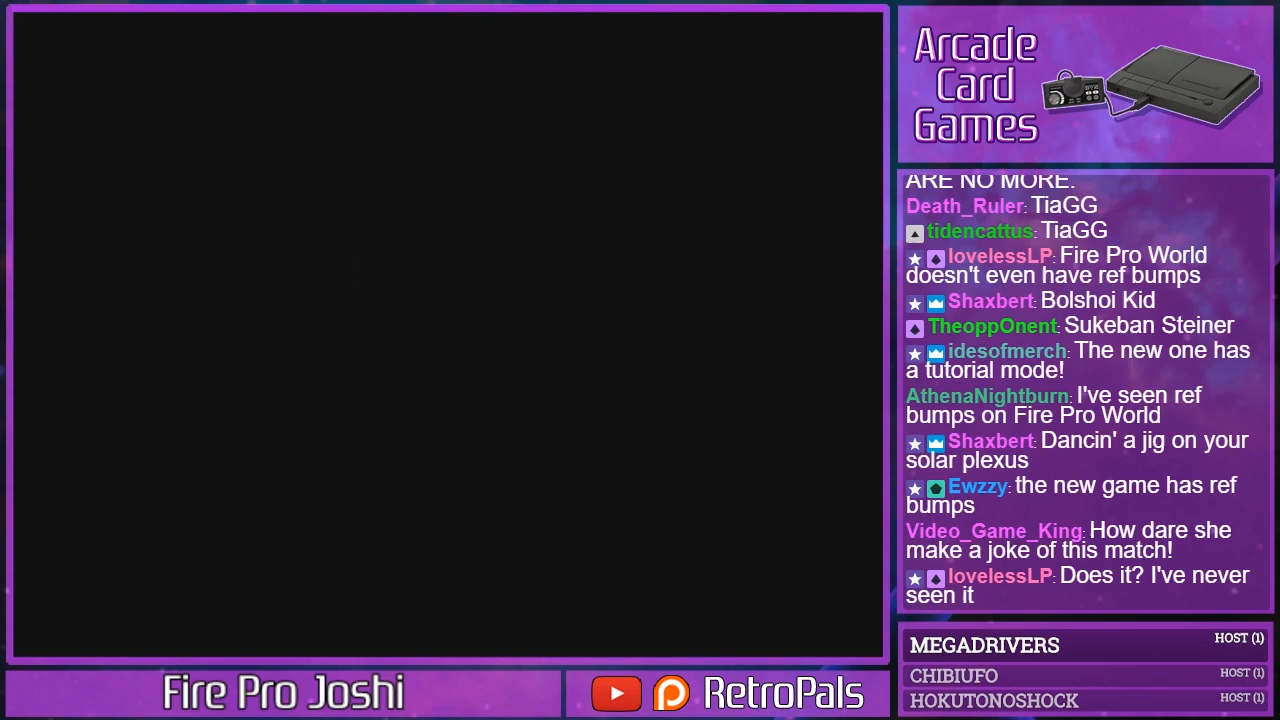 Arcade
Card
Games
ARE NO MORE.
Death_Ruler: TiaGG
tidencattus: TiaGG
lovelessLP: Fire Pro World
doesn't even have ref bumps
Shaxbert: Bolshoi Kid
TheoppOnent: Sukeban Steiner
idesofmerch: The new one has
a tutorial mode!
AthenaNightburn: I've seen ref
bumps on Fire Pro World
Shaxbert: Dancin' a jig on your
solar plexus
Ewzzy: the new game has ref
bumps
Video_Game_King: How dare she
make a joke of this match!
lovelessLP: Does it? I've never
seen it
MEGADRIVERS HOST (1)
CHIBIUFO HOST (1)
HOKUTONOSHOCK HOST (1)
Fire Pro Joshi
RetroPals